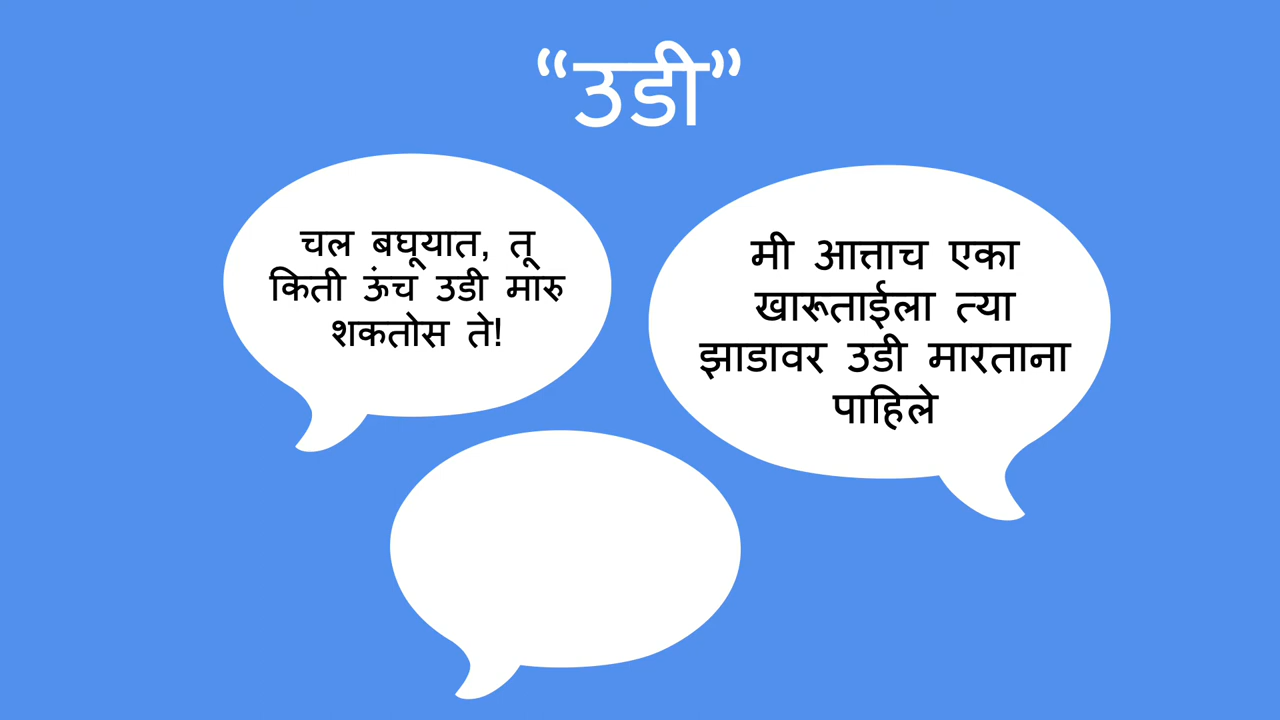 “उडी”
चल बघूयात, तू
किती ऊंच उडी मारु
शकतोस ते!
मी आत्ताच एका
खारूताईला त्या
झाडावर उडी मारताना
पाहिले